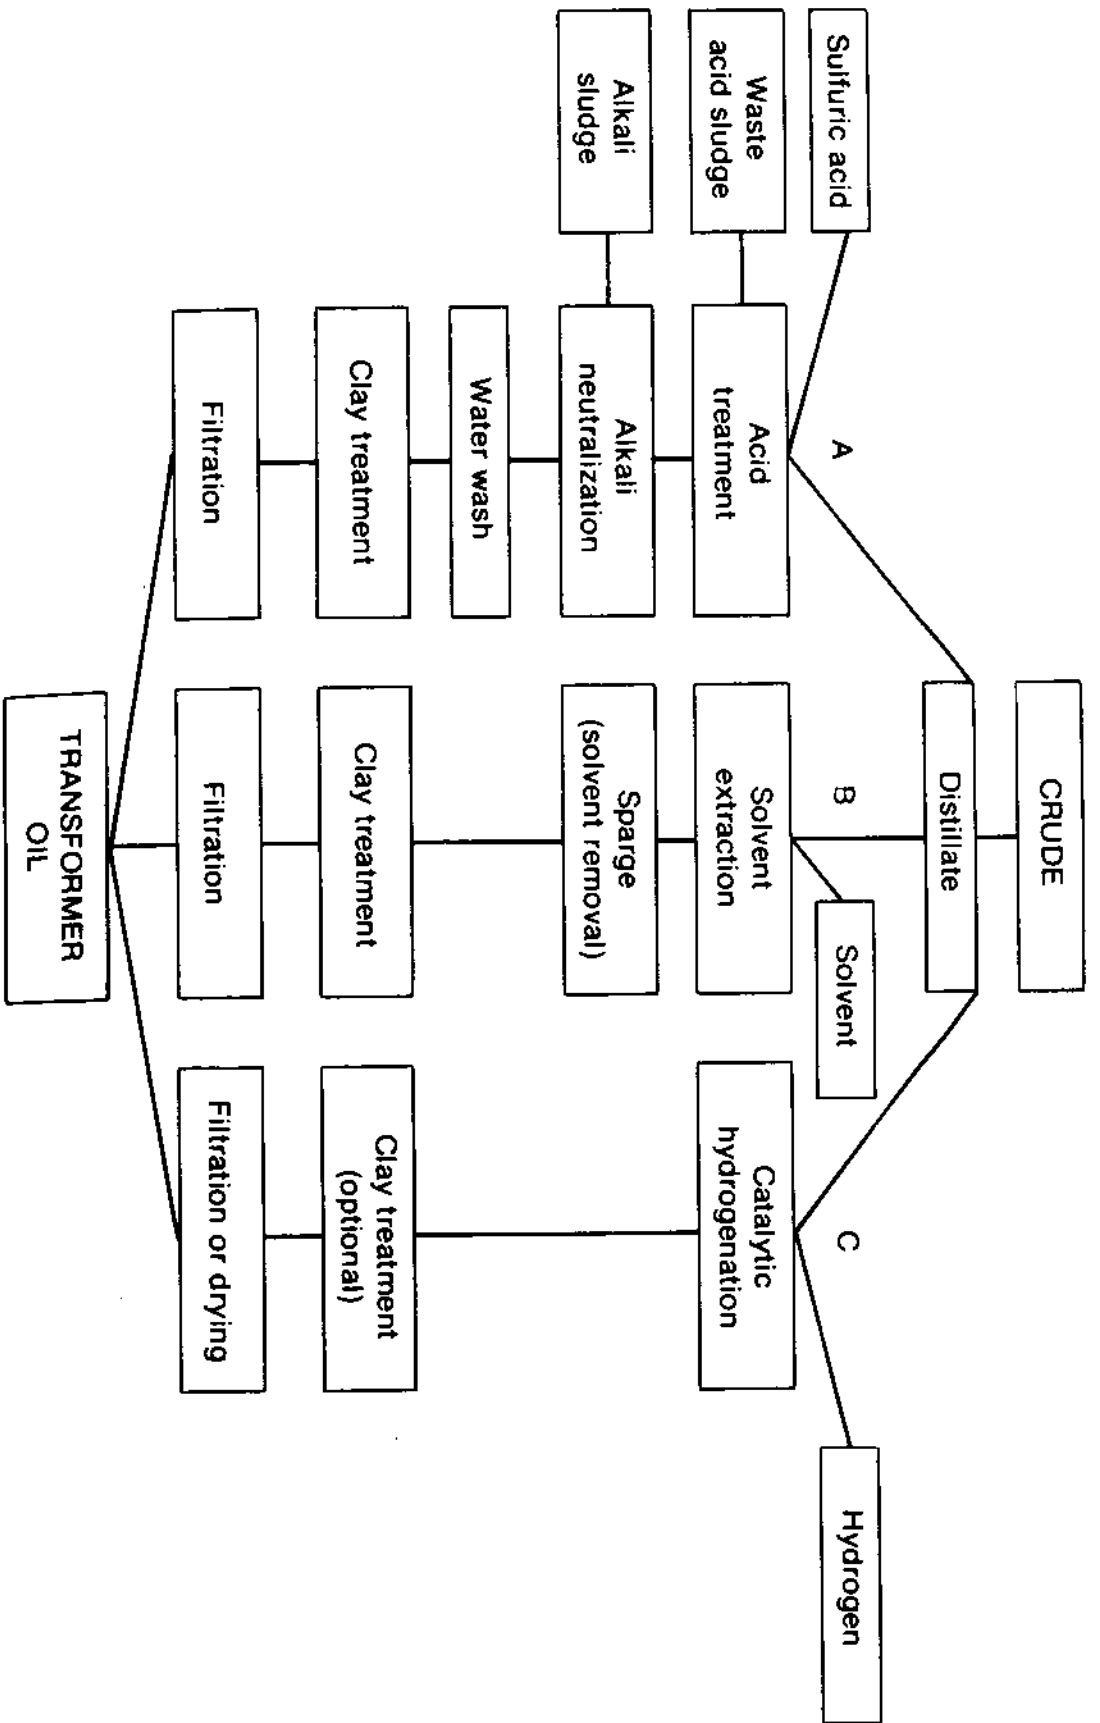 CRUDE
Distillate
A
B
C
Sulfuric acid
Solvent
Hydrogen
Waste
acid sludge
Acid
treatment
Solvent
extraction
Catalytic
hydrogenation
Alkali
sludge
Alkali
neutralization
Sparge
(solvent removal)
Water wash
Clay treatment
Clay treatment
Clay treatment
(optional)
Filtration
Filtration
Filtration or drying
TRANSFORMER
OIL